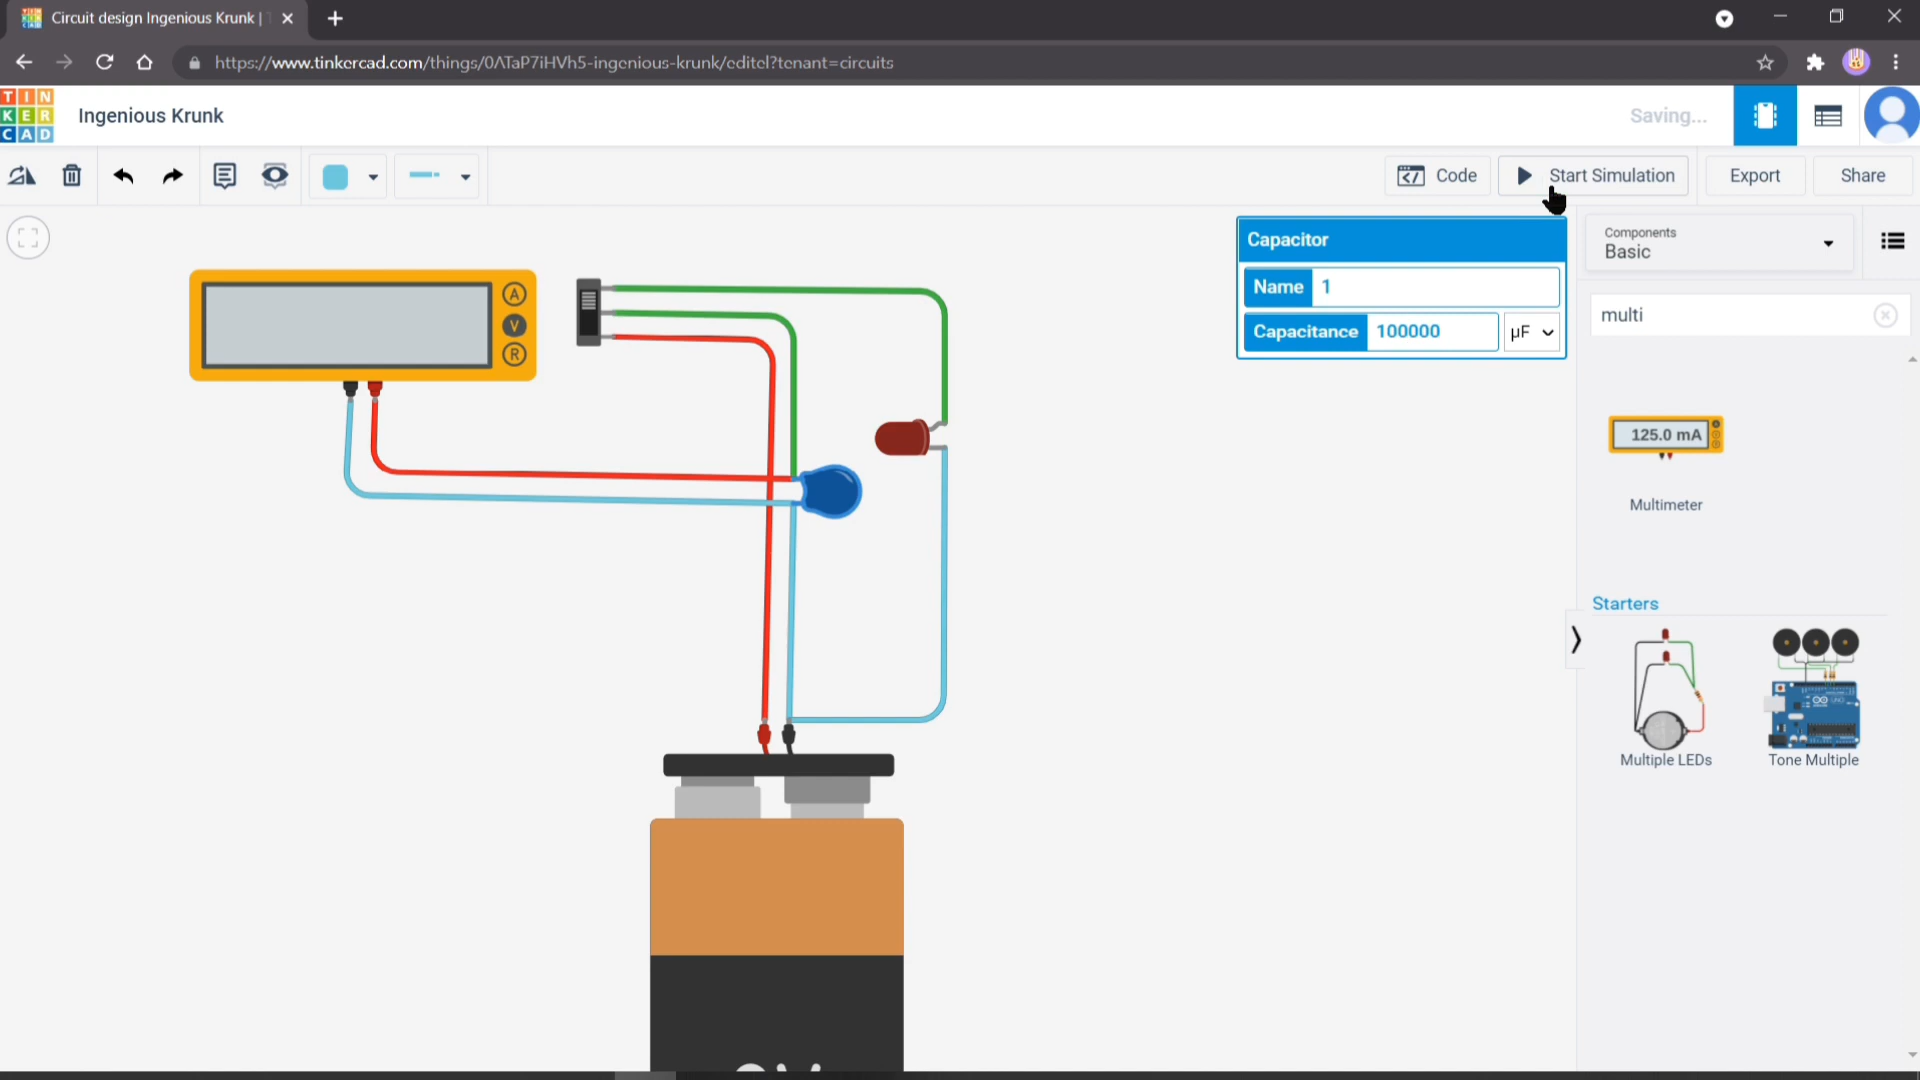 Circuit design Ingenious Krunk |
https://www.tinkercad.com/things/0ATaP7iHVh5-ingenious-krunk/editel?tenant=circuits
TIN
KER
CAD
Ingenious Krunk
Saving...
Code
Start Simulation
Export
Share
Capacitor
Name 1
Capacitance 100000 µF
Components
Basic
multi
A
V
R
125.0 mA
Multimeter
Starters
Multiple LEDs
Tone Multiple
9V